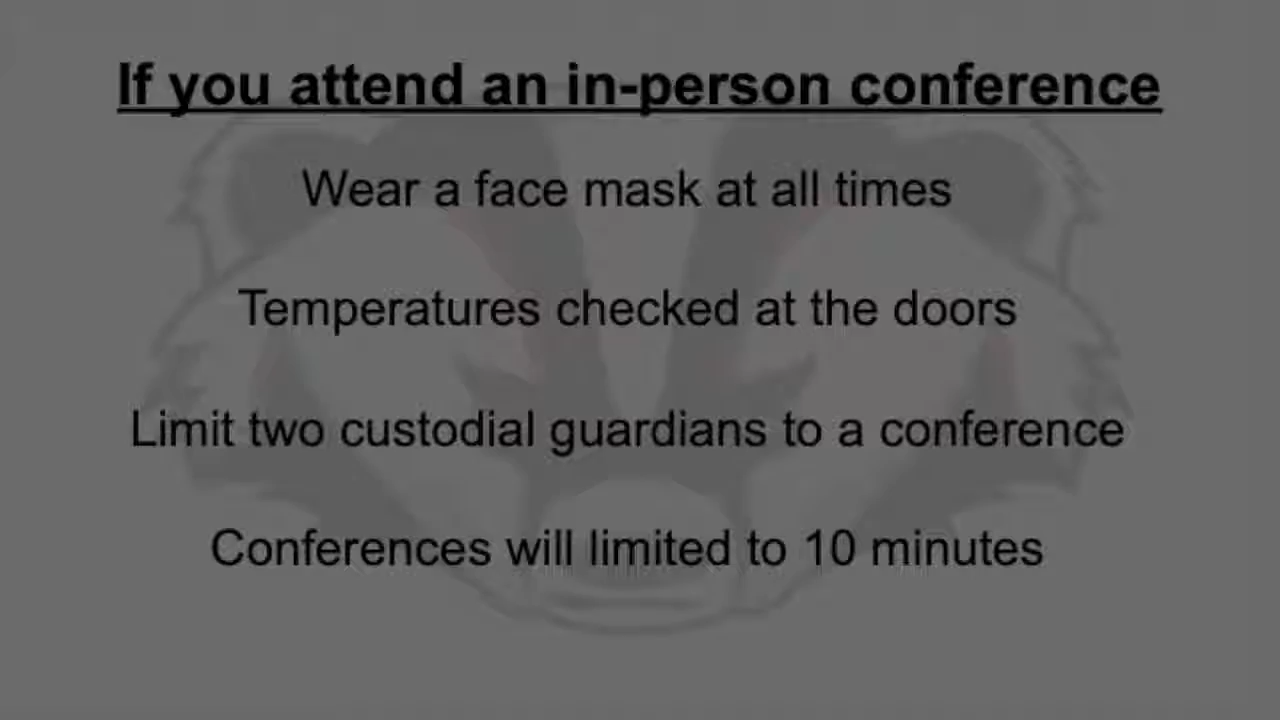 If you attend an in-person conference
Wear a face mask at all times
Temperatures checked at the doors
Limit two custodial guardians to a conference
Conferences will limited to 10 minutes